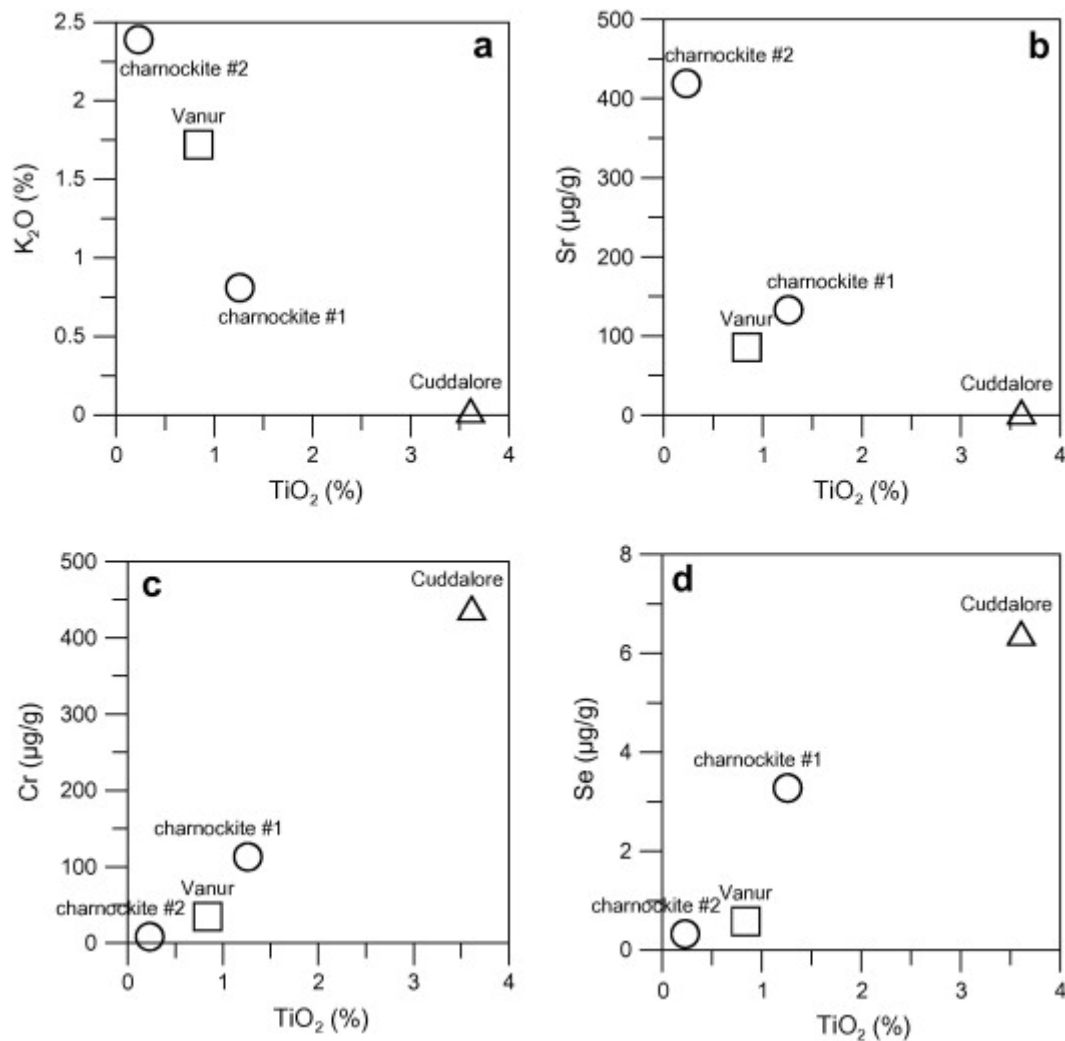 a
2.5
charnockite #2
2
Vanur
1.5
K₂O (%)
1
charnockite #1
0.5
Cuddalore
0
0 1 2 3 4
TiO₂ (%)
b
500
charnockite #2
400
300
Sr (µg/g)
200
charnockite #1
Vanur
100
Cuddalore
0
0 1 2 3 4
TiO₂ (%)
c
500
Cuddalore
400
300
Cr (µg/g)
200
charnockite #1
100
Vanur
charnockite #2
0
0 1 2 3 4
TiO₂ (%)
d
8
Cuddalore
6
charnockite #1
4
Se (µg/g)
2
Vanur
charnockite #2
0
0 1 2 3 4
TiO₂ (%)